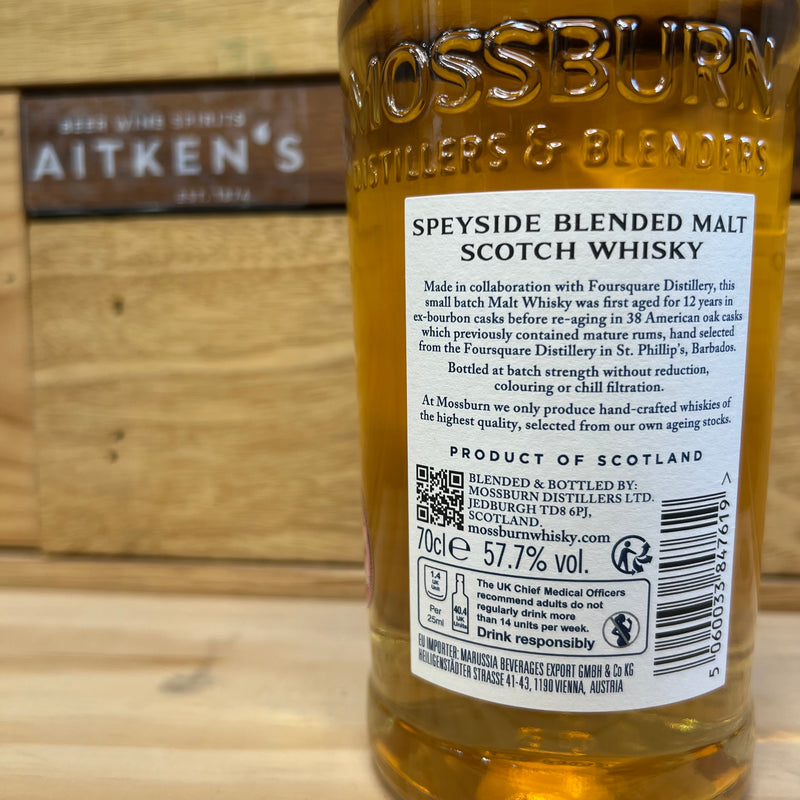 BEER WINE SPIRITS
AITKEN'S
EST. 1874
MOSSBURN
DISTILLERS & BLENDERS
SPEYSIDE BLENDED MALT
SCOTCH WHISKY
Made in collaboration with Foursquare Distillery, this
small batch Malt Whisky was first aged for 12 years in
ex-bourbon casks before re-aging in 38 American oak casks
which previously contained mature rums, hand selected
from the Foursquare Distillery in St. Phillip's, Barbados.
Bottled at batch strength without reduction,
colouring or chill filtration.
At Mossburn we only produce hand-crafted whiskies of
the highest quality, selected from our own ageing stocks.
PRODUCT OF SCOTLAND
BLENDED & BOTTLED BY:
MOSSBURN DISTILLERS LTD.
JEDBURGH TD8 6PJ,
SCOTLAND.
mossburnwhisky.com
70cl e 57.7% vol.
1.4
UK
Unit
Per
25ml
40.4
UK
Units
The UK Chief Medical Officers
recommend adults do not
regularly drink more
than 14 units per week.
Drink responsibly
EU IMPORTER: MARUSSIA BEVERAGES EXPORT GMBH & Co KG
HEILIGENSTÄDTER STRASSE 41-43, 1190 VIENNA, AUSTRIA
5 060033 847619 >